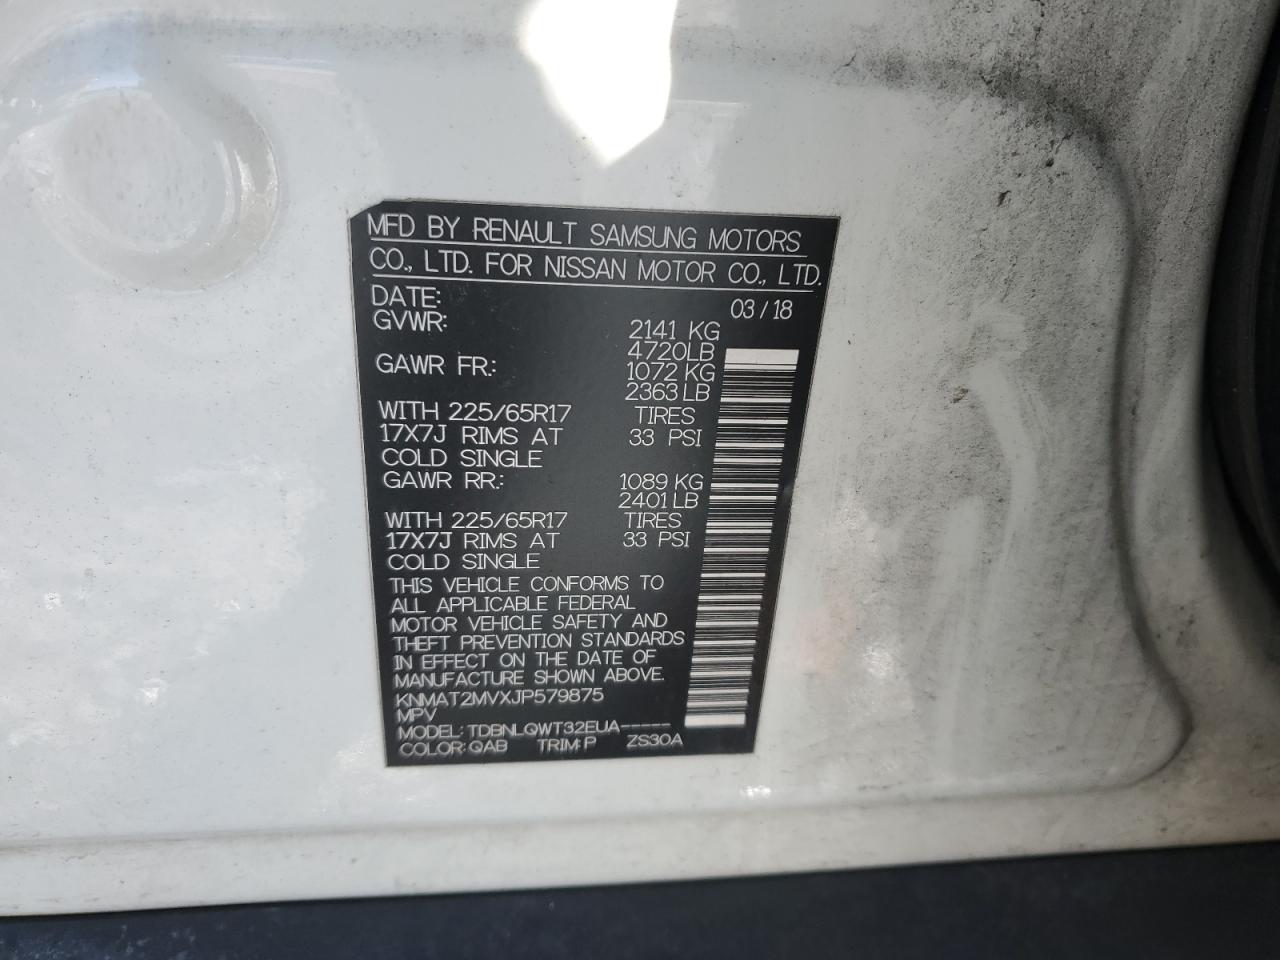 MFD BY RENAULT SAMSUNG MOTORS
CO., LTD. FOR NISSAN MOTOR CO., LTD.
DATE: 03/18
GVWR: 2141 KG
4720LB
GAWR FR.: 1072 KG
2363LB
WITH 225/65R17 TIRES
17X7J RIMS AT 33 PSI
COLD SINGLE
GAWR RR.: 1089 KG
2401LB
WITH 225/65R17 TIRES
17X7J RIMS AT 33 PSI
COLD SINGLE
THIS VEHICLE CONFORMS TO
ALL APPLICABLE FEDERAL
MOTOR VEHICLE SAFETY AND
THEFT PREVENTION STANDARDS
IN EFFECT ON THE DATE OF
MANUFACTURE SHOWN ABOVE.
KNMAT2MVXJP579875
MPV
MODEL: TDBNLQWT32EUA-----
COLOR: QAB TRIM: P ZS30A